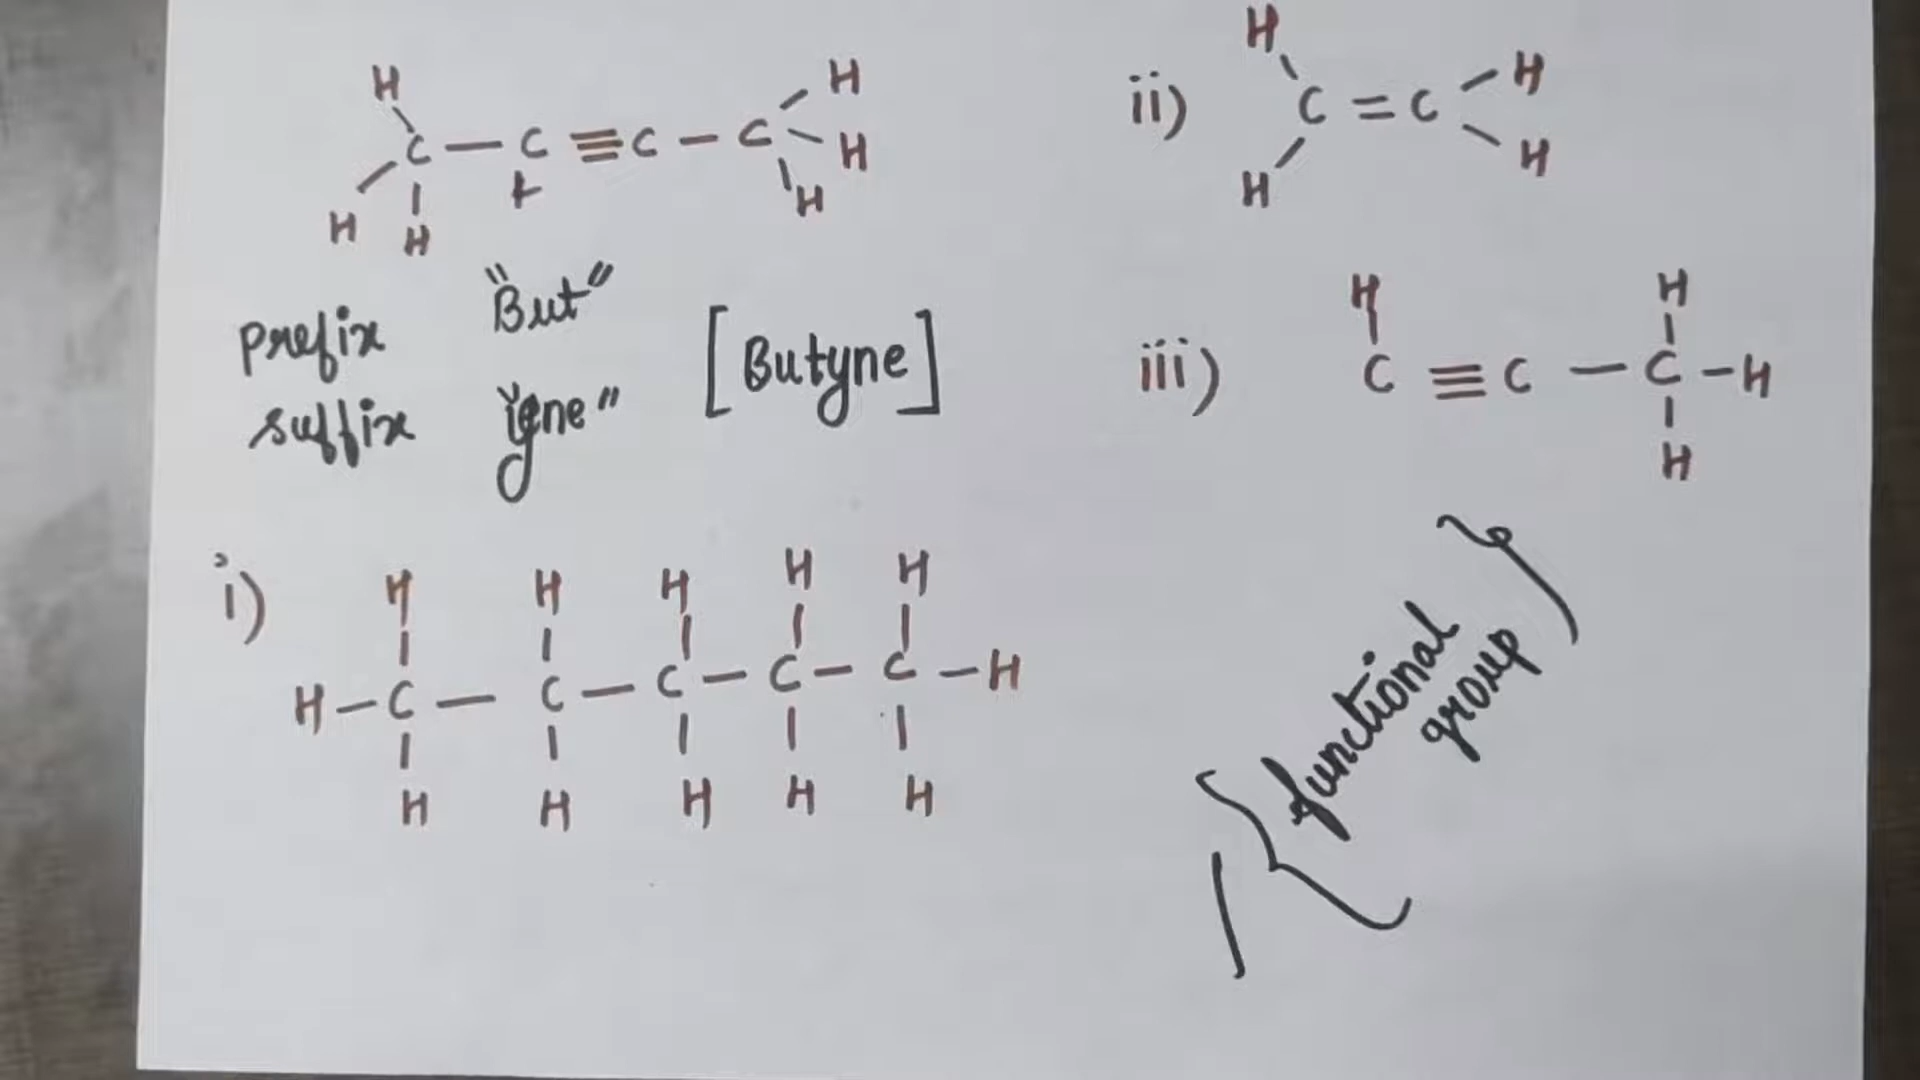 H H
C — C ≡ C — C H
H H H
prefix "But"
suffix "yne"
[Butyne]
i)
H H H H H
H — C — C — C — C — C — H
H H H H H
ii)
H H
C = C
H H
iii)
H H
C ≡ C — C — H
H
{functional
group}